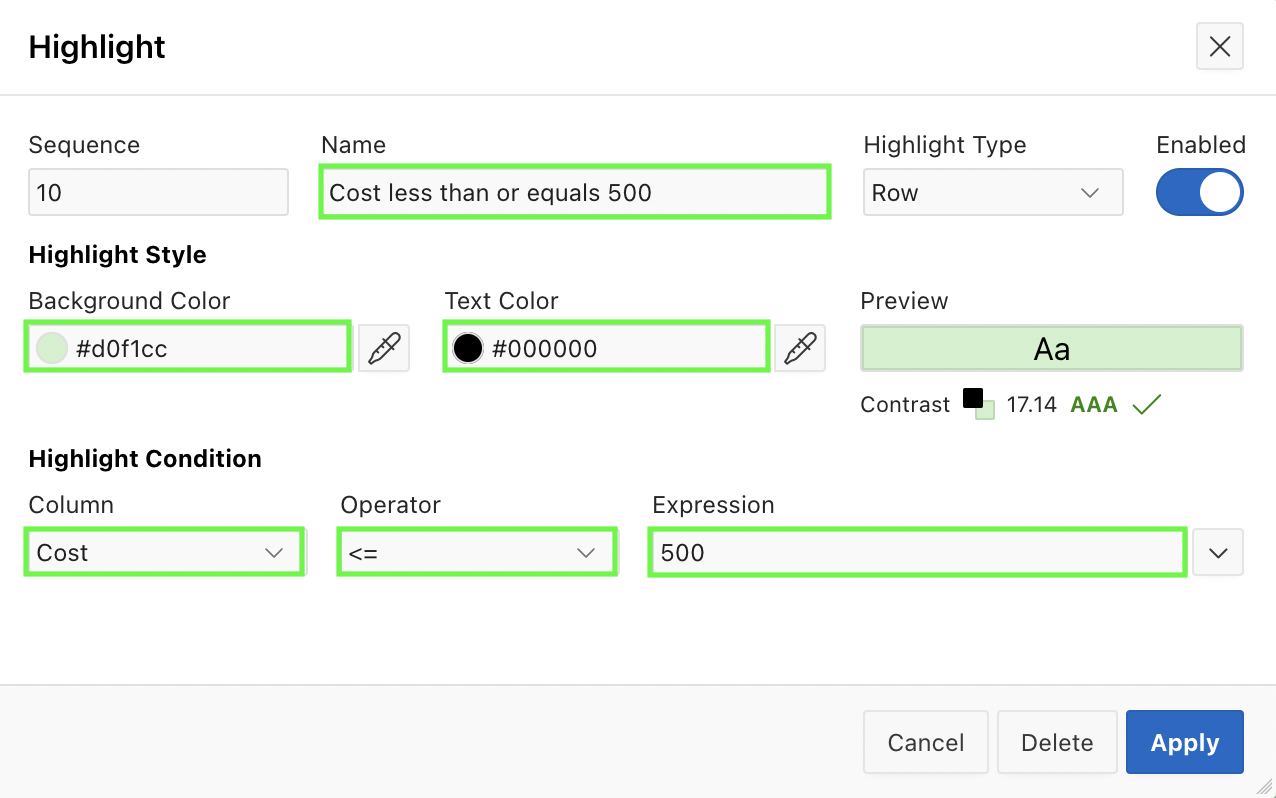 Highlight
Sequence Name Highlight Type Enabled
10 Cost less than or equals 500 Row
Highlight Style
Background Color Text Color Preview
#d0f1cc #000000 Aa
Contrast 17.14 AAA
Highlight Condition
Column Operator Expression
Cost <= 500
Cancel Delete Apply